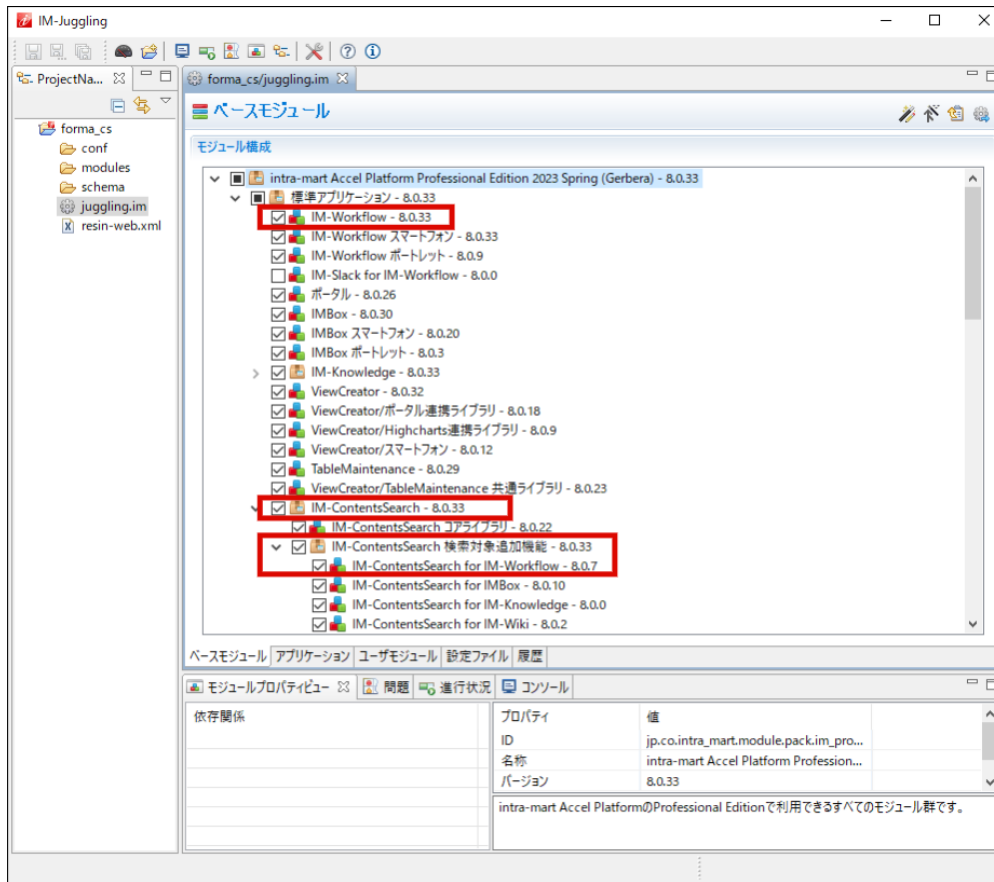 IM-Juggling
ProjectNa...
forma_cs
conf
modules
schema
juggling.im
resin-web.xml
forma_cs/juggling.im
ベースモジュール
モジュール構成
intra-mart Accel Platform Professional Edition 2023 Spring (Gerbera) - 8.0.33
標準アプリケーション - 8.0.33
IM-Workflow - 8.0.33
IM-Workflow スマートフォン - 8.0.33
IM-Workflow ポートレット - 8.0.9
IM-Slack for IM-Workflow - 8.0.0
ポータル - 8.0.26
IMBox - 8.0.30
IMBox スマートフォン - 8.0.20
IMBox ポートレット - 8.0.3
IM-Knowledge - 8.0.33
ViewCreator - 8.0.32
ViewCreator/ポータル連携ライブラリ - 8.0.18
ViewCreator/Highcharts連携ライブラリ - 8.0.9
ViewCreator/スマートフォン - 8.0.12
TableMaintenance - 8.0.29
ViewCreator/TableMaintenance 共通ライブラリ - 8.0.23
IM-ContentsSearch - 8.0.33
IM-ContentsSearch コアライブラリ - 8.0.22
IM-ContentsSearch 検索対象追加機能 - 8.0.33
IM-ContentsSearch for IM-Workflow - 8.0.7
IM-ContentsSearch for IMBox - 8.0.10
IM-ContentsSearch for IM-Knowledge - 8.0.0
IM-ContentsSearch for IM-Wiki - 8.0.2
ベースモジュール アプリケーション ユーザモジュール 設定ファイル 履歴
モジュールプロパティビュー 問題 進行状況 コンソール
依存関係
プロパティ 値
ID jp.co.intra_mart.module.pack.im_pro...
名称 intra-mart Accel Platform Profession...
バージョン 8.0.33
intra-mart Accel PlatformのProfessional Editionで利用できるすべてのモジュール群です。